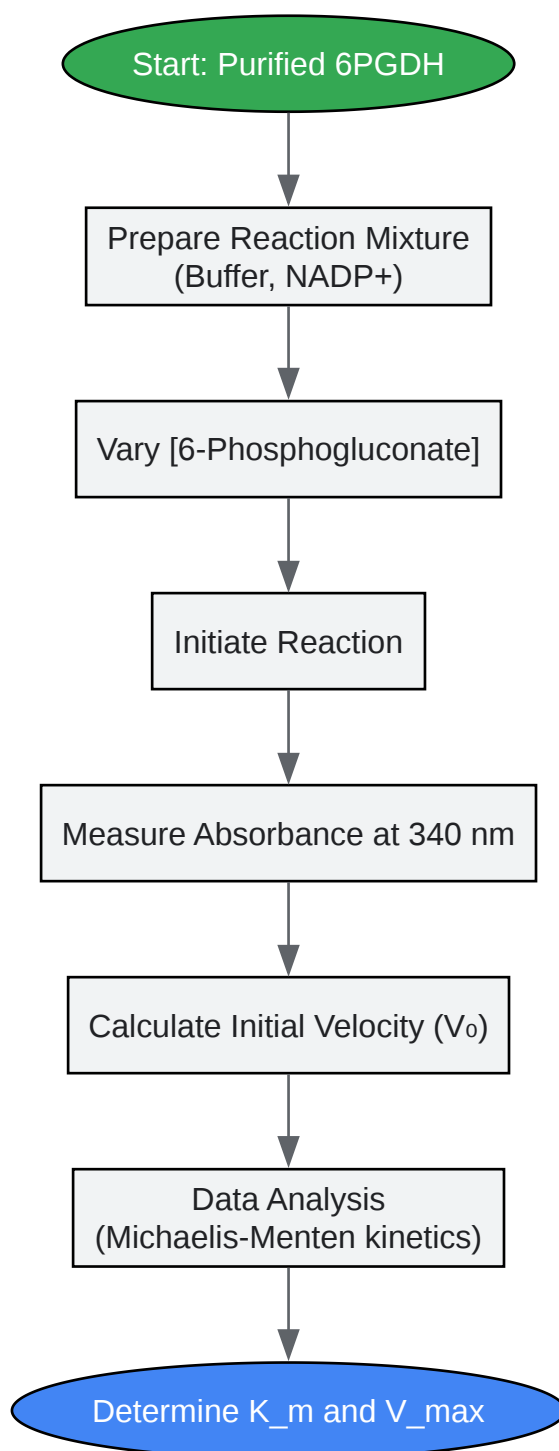 Start: Purified 6PGDH
Prepare Reaction Mixture
(Buffer, NADP+)
Vary [6-Phosphogluconate]
Initiate Reaction
Measure Absorbance at 340 nm
Calculate Initial Velocity (V₀)
Data Analysis
(Michaelis-Menten kinetics)
Determine K_m and V_max